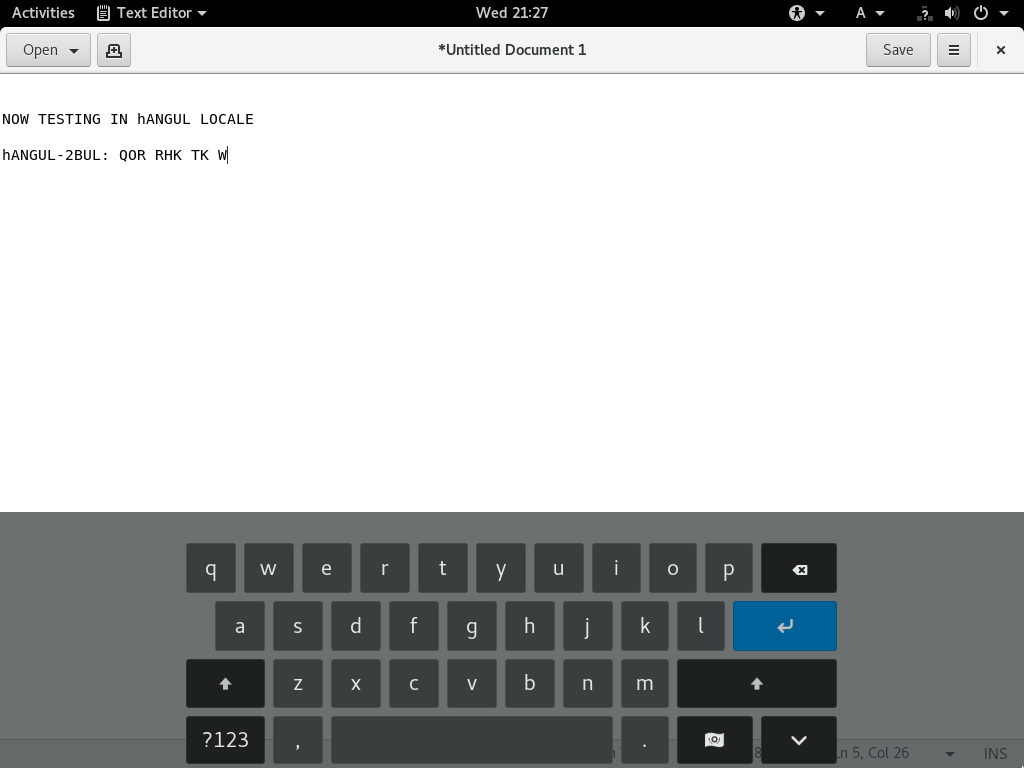 Activities Text Editor Wed 21:27 A
Open *Untitled Document 1 Save
NOW TESTING IN hANGUL LOCALE
hANGUL-2BUL: QOR RHK TK W
q w e r t y u i o p
a s d f g h j k l
z x c v b n m
?123 , .
8 Ln 5, Col 26 INS